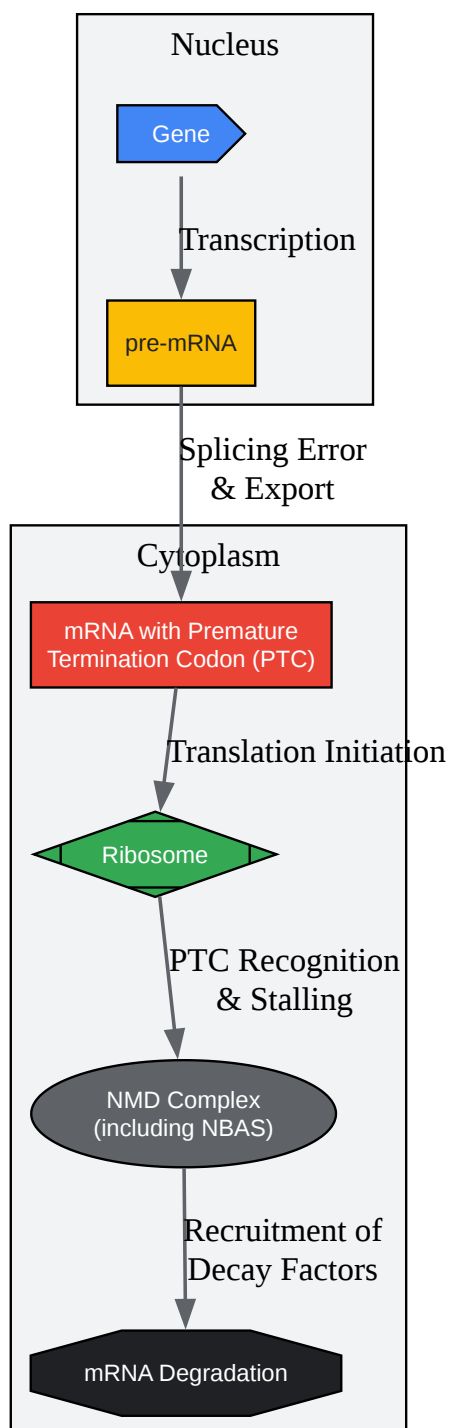 Nucleus
Gene
Transcription
pre-mRNA
Splicing Error
& Export
Cytoplasm
mRNA with Premature
Termination Codon (PTC)
Translation Initiation
Ribosome
PTC Recognition
& Stalling
NMD Complex
(including NBAS)
Recruitment of
Decay Factors
mRNA Degradation